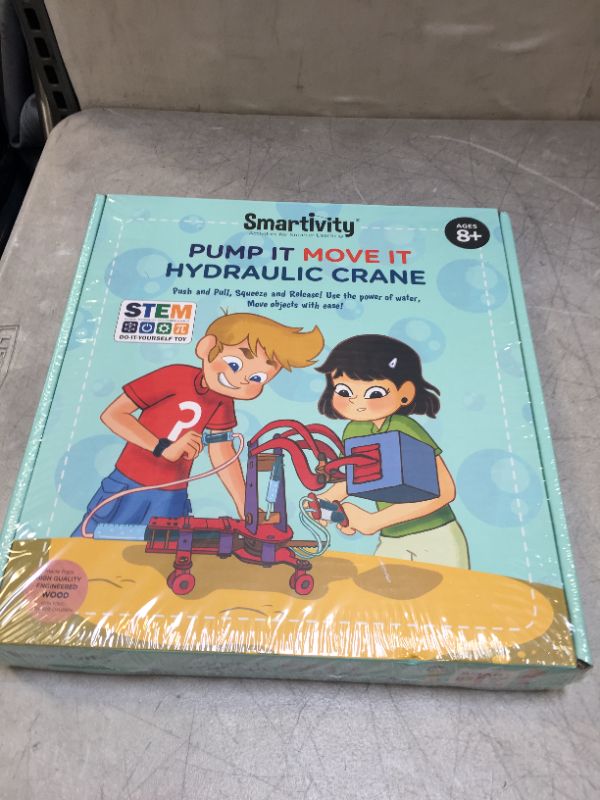 Smartivity
AGES
8+
PUMP IT MOVE IT
HYDRAULIC CRANE
Push and Pull, Squeeze and Release! Use the power of water,
Move objects with ease!
STEM
π
DO-IT-YOURSELF TOY
?
HIGH QUALITY
ENGINEERED
WOOD